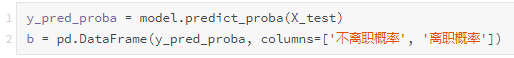 1 y_pred_proba = model.predict_proba(X_test)
2 b = pd.DataFrame(y_pred_proba, columns=['不离职概率', '离职概率'])